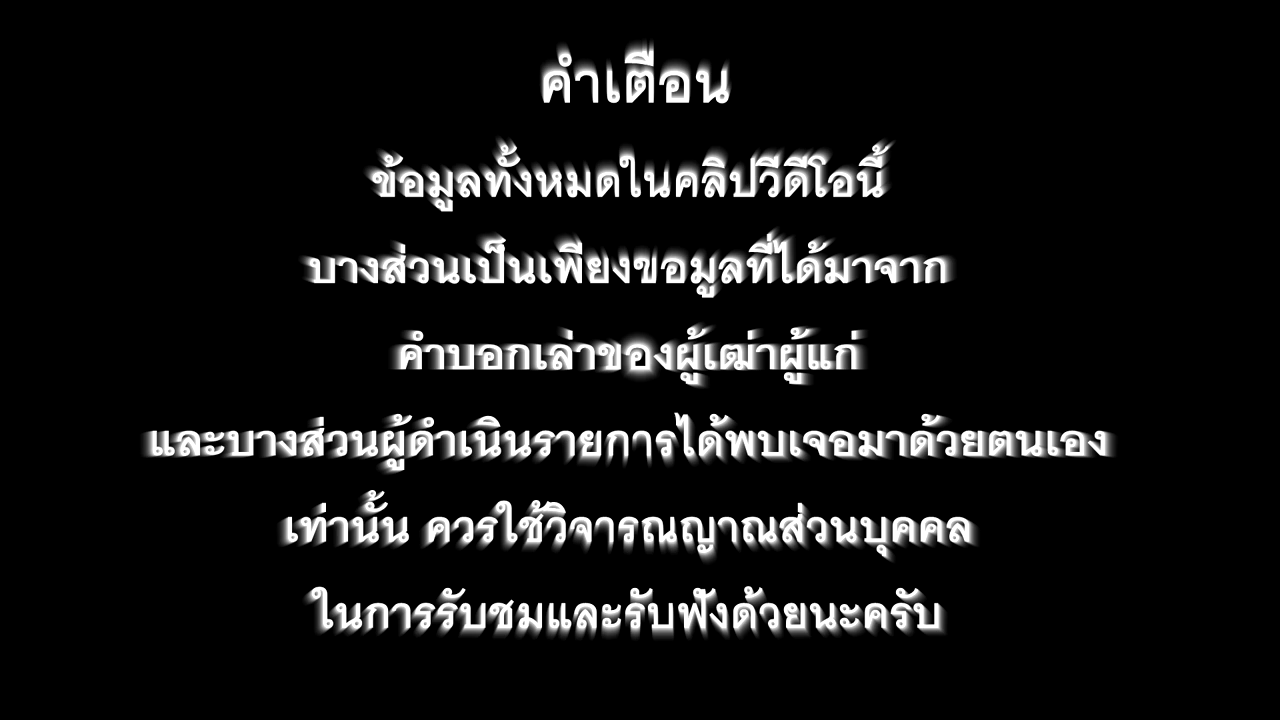 คำเตือน
ข้อมูลทั้งหมดในคลิปวีดีโอนี้
บางส่วนเป็นเพียงขอมูลที่ได้มาจาก
คำบอกเล่าของผู้เฒ่าผู้แก่
และบางส่วนผู้ดำเนินรายการได้พบเจอมาด้วยตนเอง
เท่านั้น ควรใช้วิจารณญาณส่วนบุคคล
ในการรับชมและรับฟังด้วยนะครับ